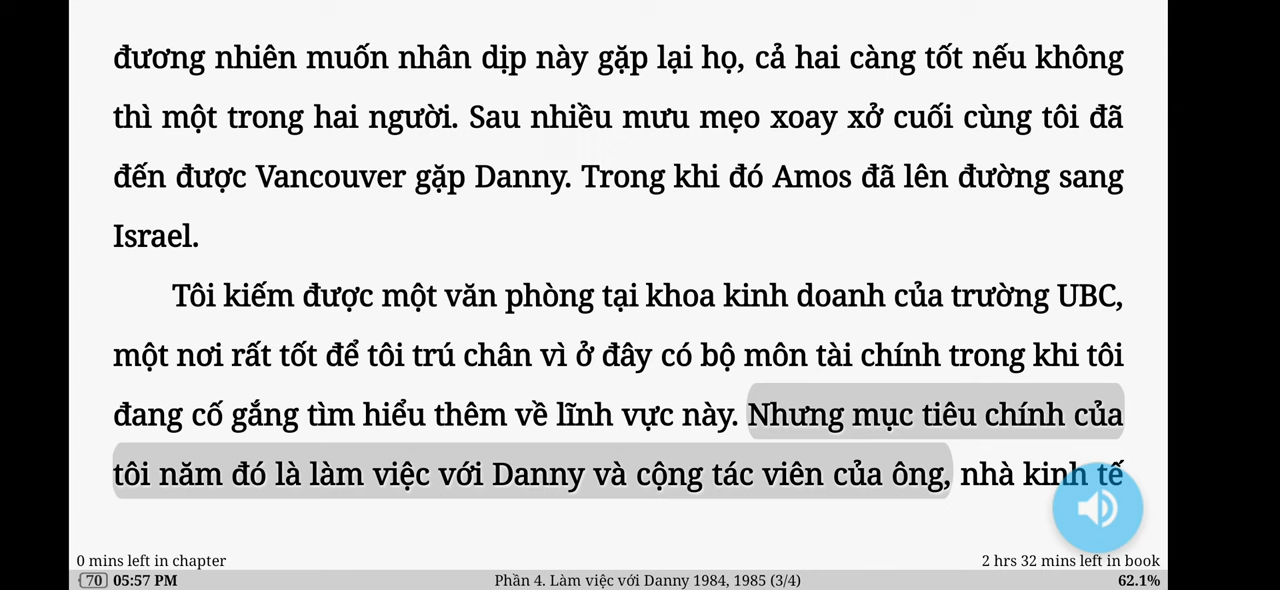 đương nhiên muốn nhân dịp này gặp lại họ, cả hai càng tốt nếu không
thì một trong hai người. Sau nhiều mưu mẹo xoay xở cuối cùng tôi đã
đến được Vancouver gặp Danny. Trong khi đó Amos đã lên đường sang
Israel.
Tôi kiếm được một văn phòng tại khoa kinh doanh của trường UBC,
một nơi rất tốt để tôi trú chân vì ở đây có bộ môn tài chính trong khi tôi
đang cố gắng tìm hiểu thêm về lĩnh vực này. Nhưng mục tiêu chính của
tôi năm đó là làm việc với Danny và cộng tác viên của ông, nhà kinh tế
0 mins left in chapter 2 hrs 32 mins left in book
70 05:57 PM Phần 4. Làm việc với Danny 1984, 1985 (3/4) 62.1%